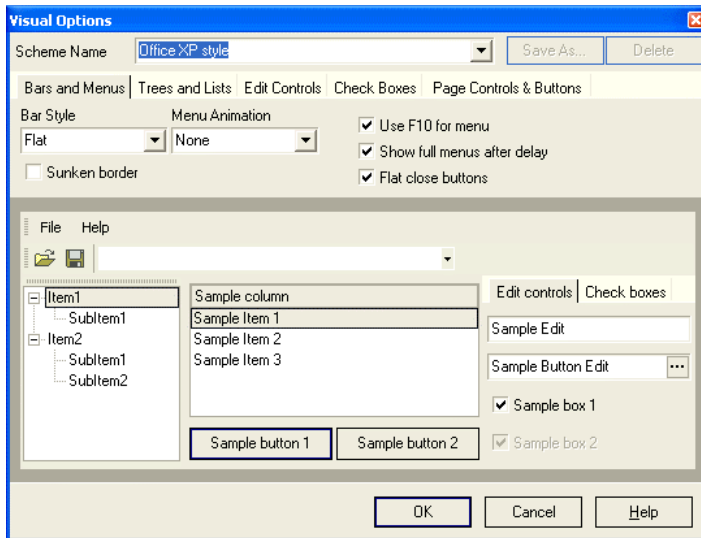 Visual Options
Scheme Name Office XP style Save As... Delete
Bars and Menus Trees and Lists Edit Controls Check Boxes Page Controls & Buttons
Bar Style Menu Animation
Use F10 for menu
Flat None
Show full menus after delay
Sunken border
Flat close buttons
File Help
Item1
SubItem1
Item2
SubItem1
SubItem2
Sample column
Sample Item 1
Sample Item 2
Sample Item 3
Sample button 1 Sample button 2
Edit controls Check boxes
Sample Edit
Sample Button Edit ...
Sample box 1
Sample box 2
OK Cancel Help